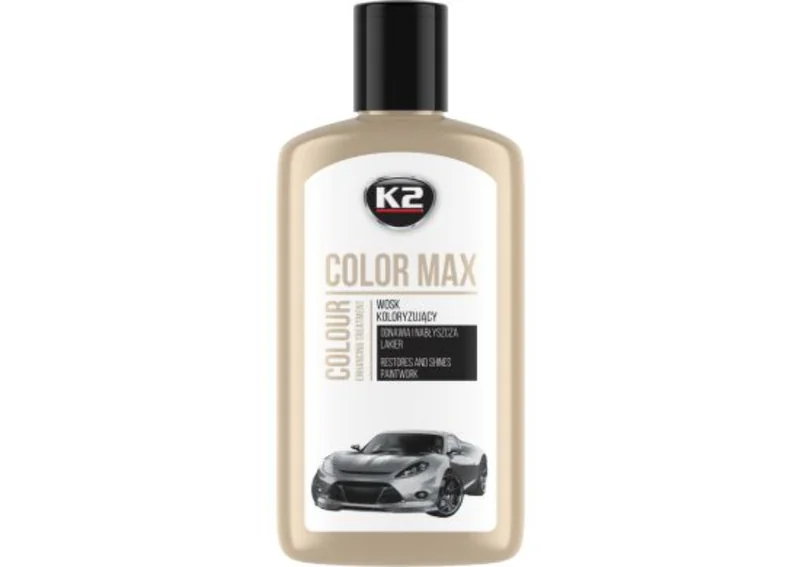 K2
COLOR MAX
COLOUR
ENHANCING TREATMENT
WOSK
KOLORYZUJĄCY
ODNAWIA I NABŁYSZCZA
LAKIER
RESTORES AND SHINES
PAINTWORK